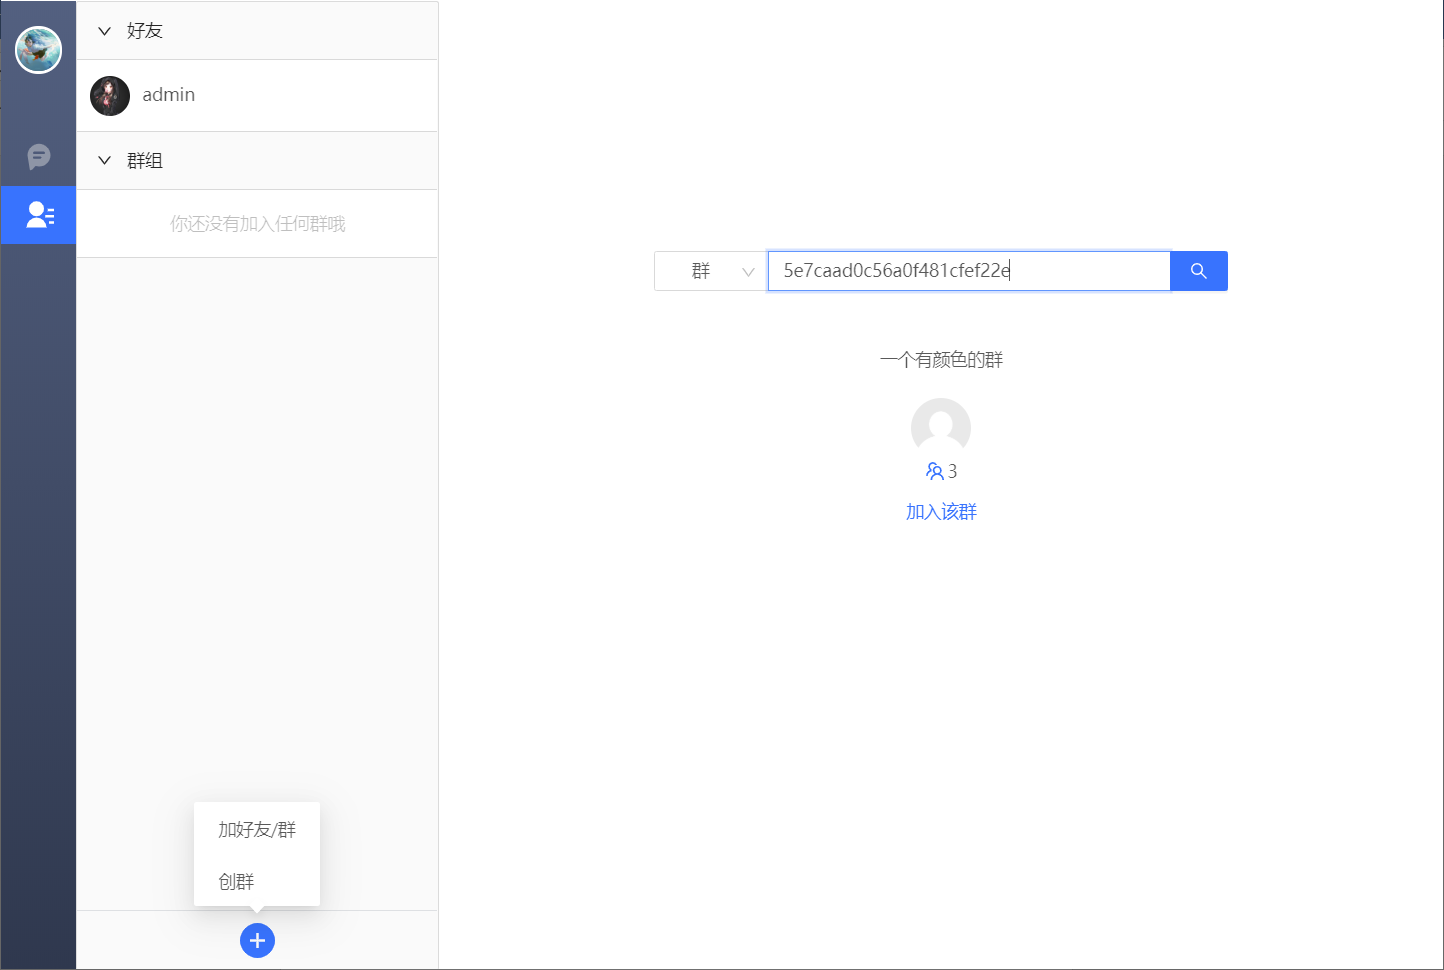 好友
admin
群组
你还没有加入任何群哦
加好友/群
创群
群
5e7caad0c56a0f481cfef22e
一个有颜色的群
3
加入该群